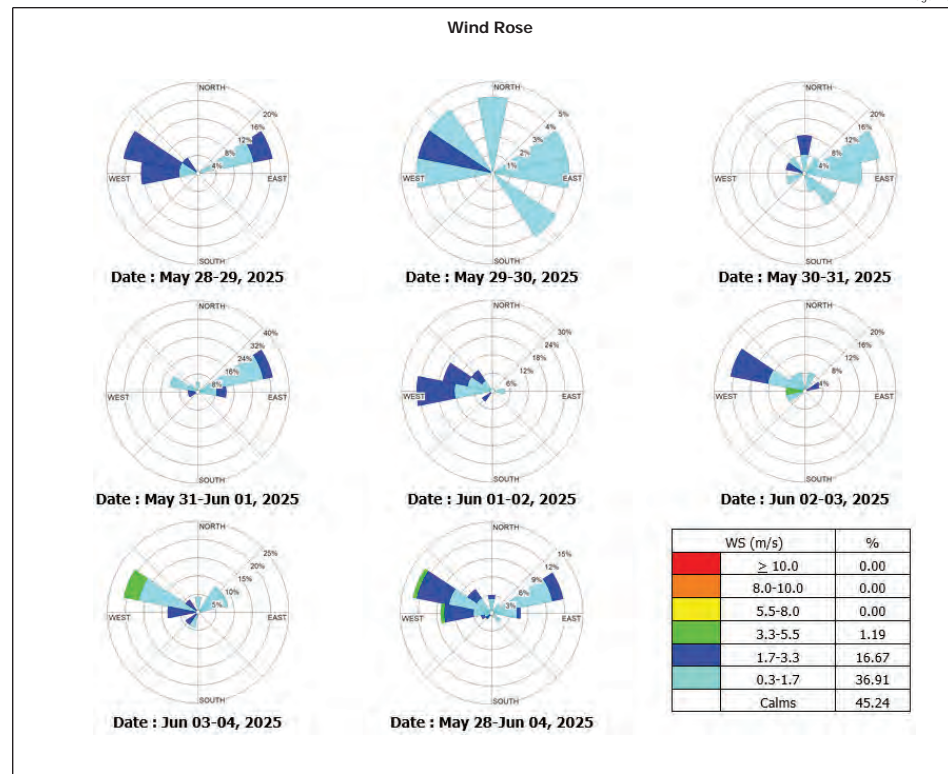 Wind Rose
NORTH
20%
16%
12%
8%
4%
WEST
EAST
SOUTH
Date : May 28-29, 2025
NORTH
5%
4%
3%
2%
1%
WEST
EAST
SOUTH
Date : May 29-30, 2025
NORTH
20%
16%
12%
8%
4%
WEST
EAST
SOUTH
Date : May 30-31, 2025
NORTH
40%
32%
24%
16%
8%
WEST
EAST
SOUTH
Date : May 31-Jun 01, 2025
NORTH
30%
24%
18%
12%
6%
WEST
EAST
SOUTH
Date : Jun 01-02, 2025
NORTH
20%
16%
12%
8%
4%
WEST
EAST
SOUTH
Date : Jun 02-03, 2025
NORTH
25%
20%
15%
10%
5%
WEST
EAST
SOUTH
Date : Jun 03-04, 2025
NORTH
15%
12%
9%
6%
3%
WEST
EAST
SOUTH
Date : May 28-Jun 04, 2025
WS (m/s) %
≥ 10.0 0.00
8.0-10.0 0.00
5.5-8.0 0.00
3.3-5.5 1.19
1.7-3.3 16.67
0.3-1.7 36.91
Calms 45.24